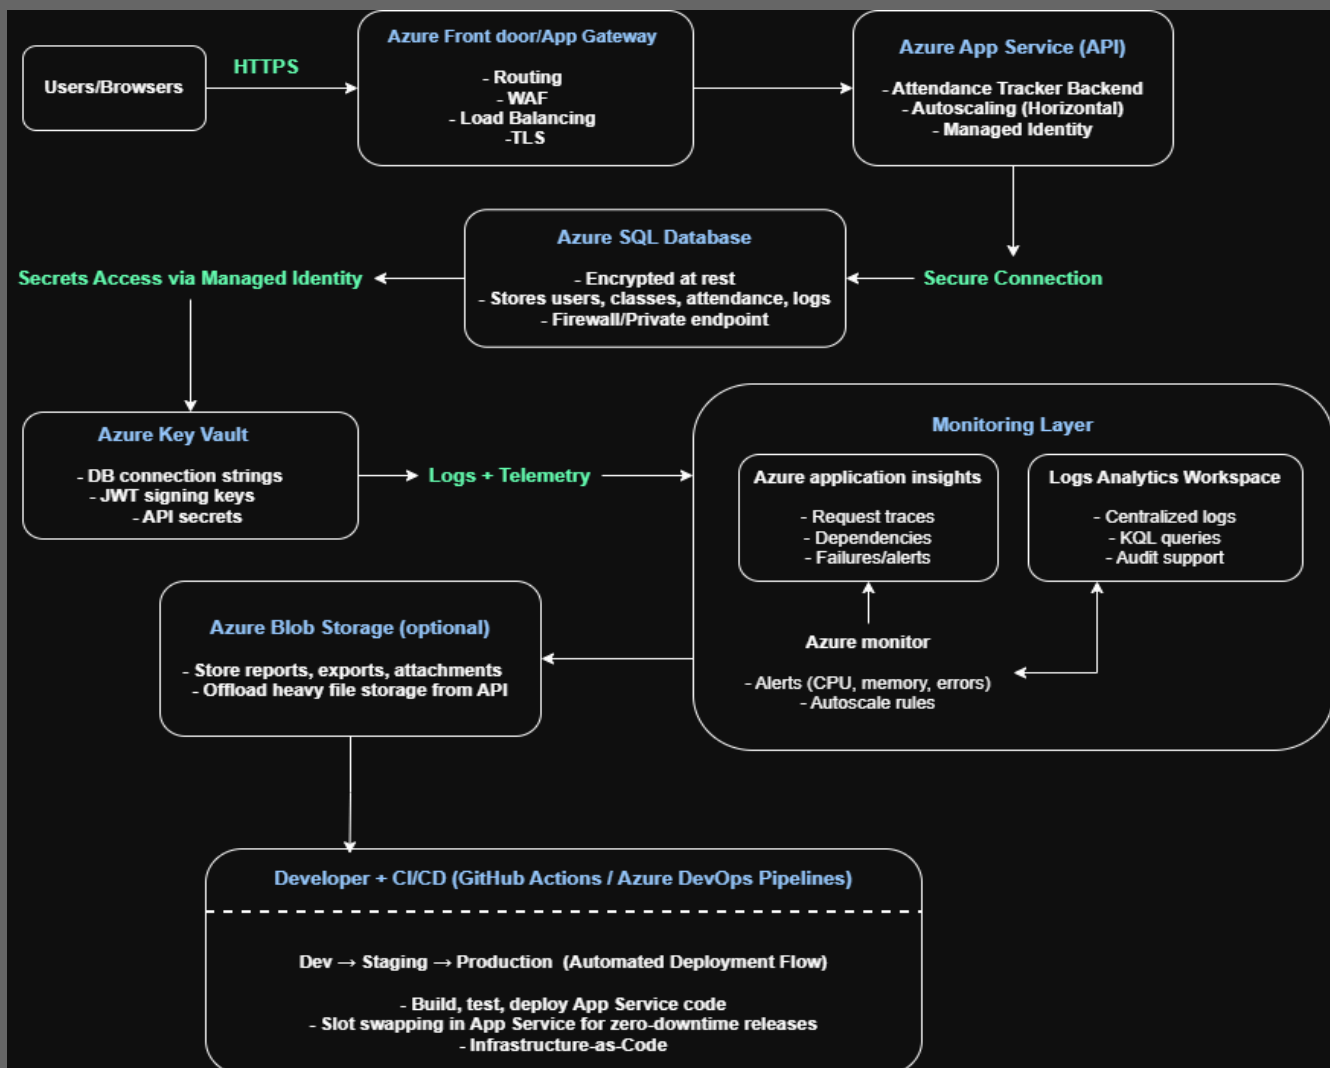 Azure Front door/App Gateway
- Routing
- WAF
- Load Balancing
-TLS
Users/Browsers
HTTPS
Azure App Service (API)
- Attendance Tracker Backend
- Autoscaling (Horizontal)
- Managed Identity
Azure SQL Database
- Encrypted at rest
- Stores users, classes, attendance, logs
- Firewall/Private endpoint
Secure Connection
Secrets Access via Managed Identity
Azure Key Vault
- DB connection strings
- JWT signing keys
- API secrets
Logs + Telemetry
Monitoring Layer
Azure application insights
- Request traces
- Dependencies
- Failures/alerts
Logs Analytics Workspace
- Centralized logs
- KQL queries
- Audit support
Azure monitor
- Alerts (CPU, memory, errors)
- Autoscale rules
Azure Blob Storage (optional)
- Store reports, exports, attachments
- Offload heavy file storage from API
Developer + CI/CD (GitHub Actions / Azure DevOps Pipelines)
Dev → Staging → Production (Automated Deployment Flow)
- Build, test, deploy App Service code
- Slot swapping in App Service for zero-downtime releases
- Infrastructure-as-Code